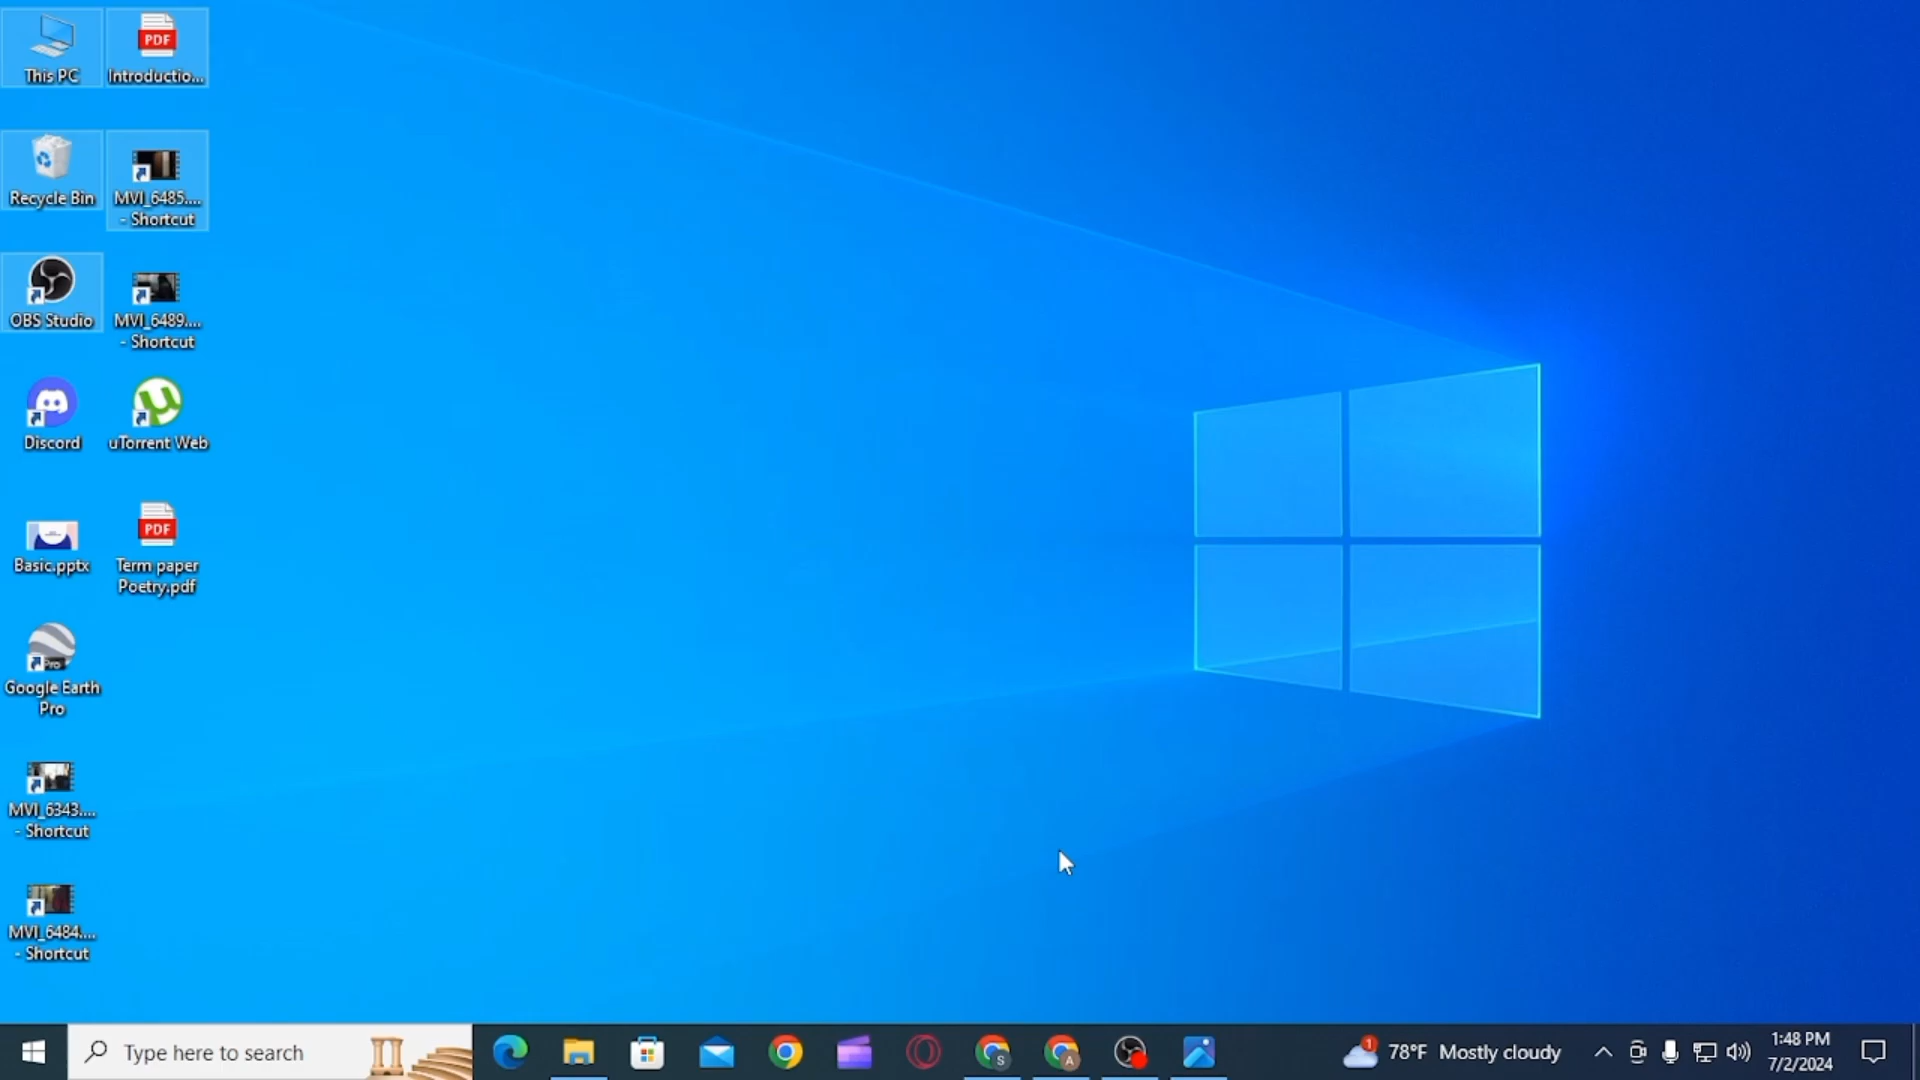 This PC
PDF
Introductio...
Recycle Bin
MVI_6485....
- Shortcut
OBS Studio
MVI_6489....
- Shortcut
Discord
uTorrent Web
Basic.pptx
PDF
Term paper
Poetry.pdf
Pro
Google Earth
Pro
MVI_6343....
- Shortcut
MVI_6484....
- Shortcut
Type here to search
S
A
1
78°F Mostly cloudy
1:48 PM
7/2/2024